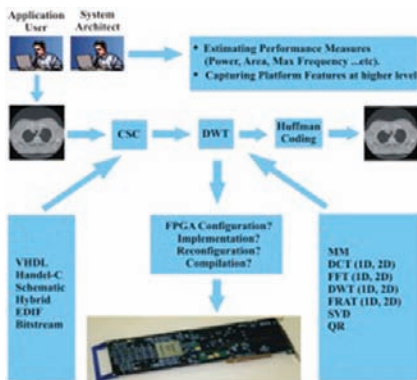 Application
User
System
Architect
• Estimating Performance Measures
(Power, Area, Max Frequency ...etc).
• Capturing Platform Features at higher level
CSC
DWT
Huffman
Coding
FPGA Configuration?
Implementation?
Reconfiguration?
Compilation?
VHDL
Handel-C
Schematic
Hybrid
EDIF
Bitstream
MM
DCT (1D, 2D)
FFT (1D, 2D)
DWT (1D, 2D)
FRAT (1D, 2D)
SVD
QR